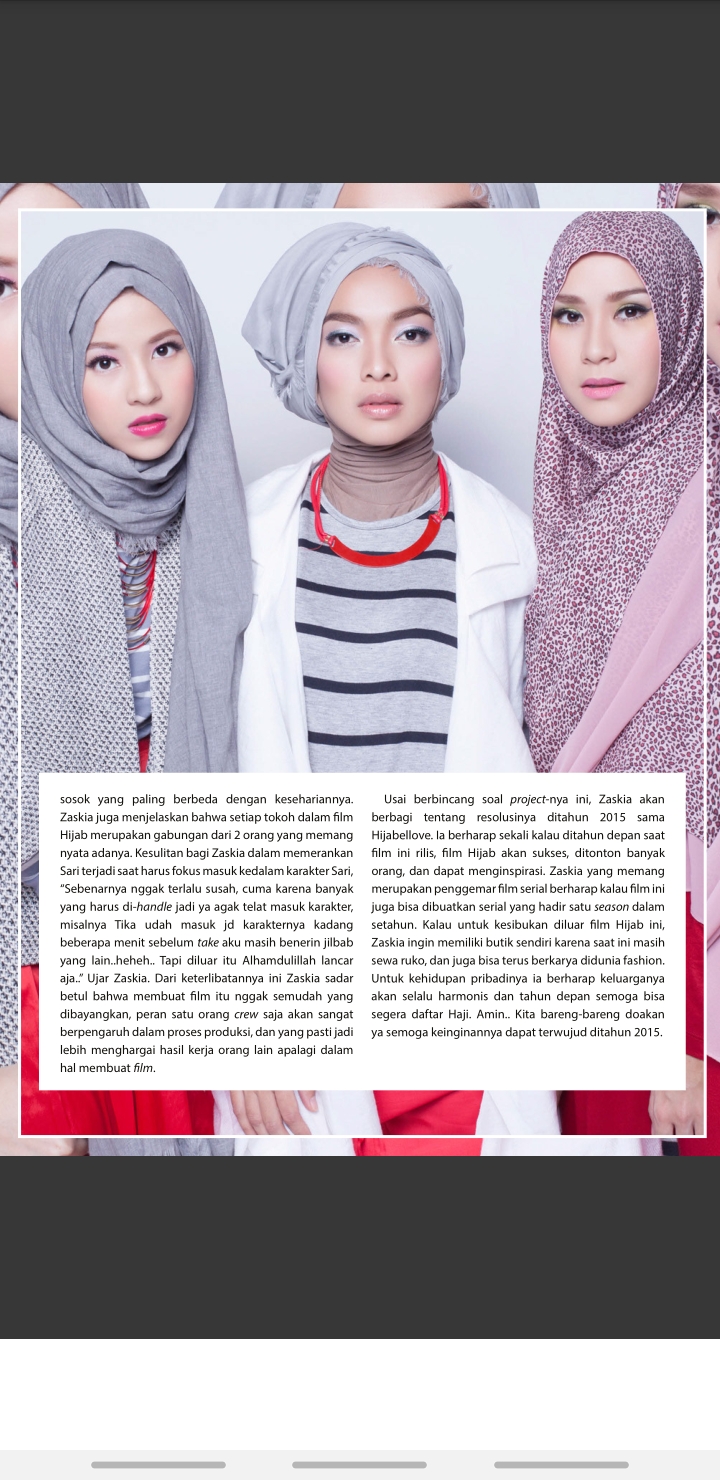 sosok yang paling berbeda dengan kesehariannya.
Zaskia juga menjelaskan bahwa setiap tokoh dalam film
Hijab merupakan gabungan dari 2 orang yang memang
nyata adanya. Kesulitan bagi Zaskia dalam memerankan
Sari terjadi saat harus fokus masuk kedalam karakter Sari,
“Sebenarnya nggak terlalu susah, cuma karena banyak
yang harus di-handle jadi ya agak telat masuk karakter,
misalnya Tika udah masuk jd karakternya kadang
beberapa menit sebelum take aku masih benerin jilbab
yang lain..heheh.. Tapi diluar itu Alhamdulillah lancar
aja..” Ujar Zaskia. Dari keterlibatannya ini Zaskia sadar
betul bahwa membuat film itu nggak semudah yang
dibayangkan, peran satu orang crew saja akan sangat
berpengaruh dalam proses produksi, dan yang pasti jadi
lebih menghargai hasil kerja orang lain apalagi dalam
hal membuat film.
Usai berbincang soal project-nya ini, Zaskia akan
berbagi tentang resolusinya ditahun 2015 sama
Hijabellove. Ia berharap sekali kalau ditahun depan saat
film ini rilis, film Hijab akan sukses, ditonton banyak
orang, dan dapat menginspirasi. Zaskia yang memang
merupakan penggemar film serial berharap kalau film ini
juga bisa dibuatkan serial yang hadir satu season dalam
setahun. Kalau untuk kesibukan diluar film Hijab ini,
Zaskia ingin memiliki butik sendiri karena saat ini masih
sewa ruko, dan juga bisa terus berkarya didunia fashion.
Untuk kehidupan pribadinya ia berharap keluarganya
akan selalu harmonis dan tahun depan semoga bisa
segera daftar Haji. Amin.. Kita bareng-bareng doakan
ya semoga keinginannya dapat terwujud ditahun 2015.